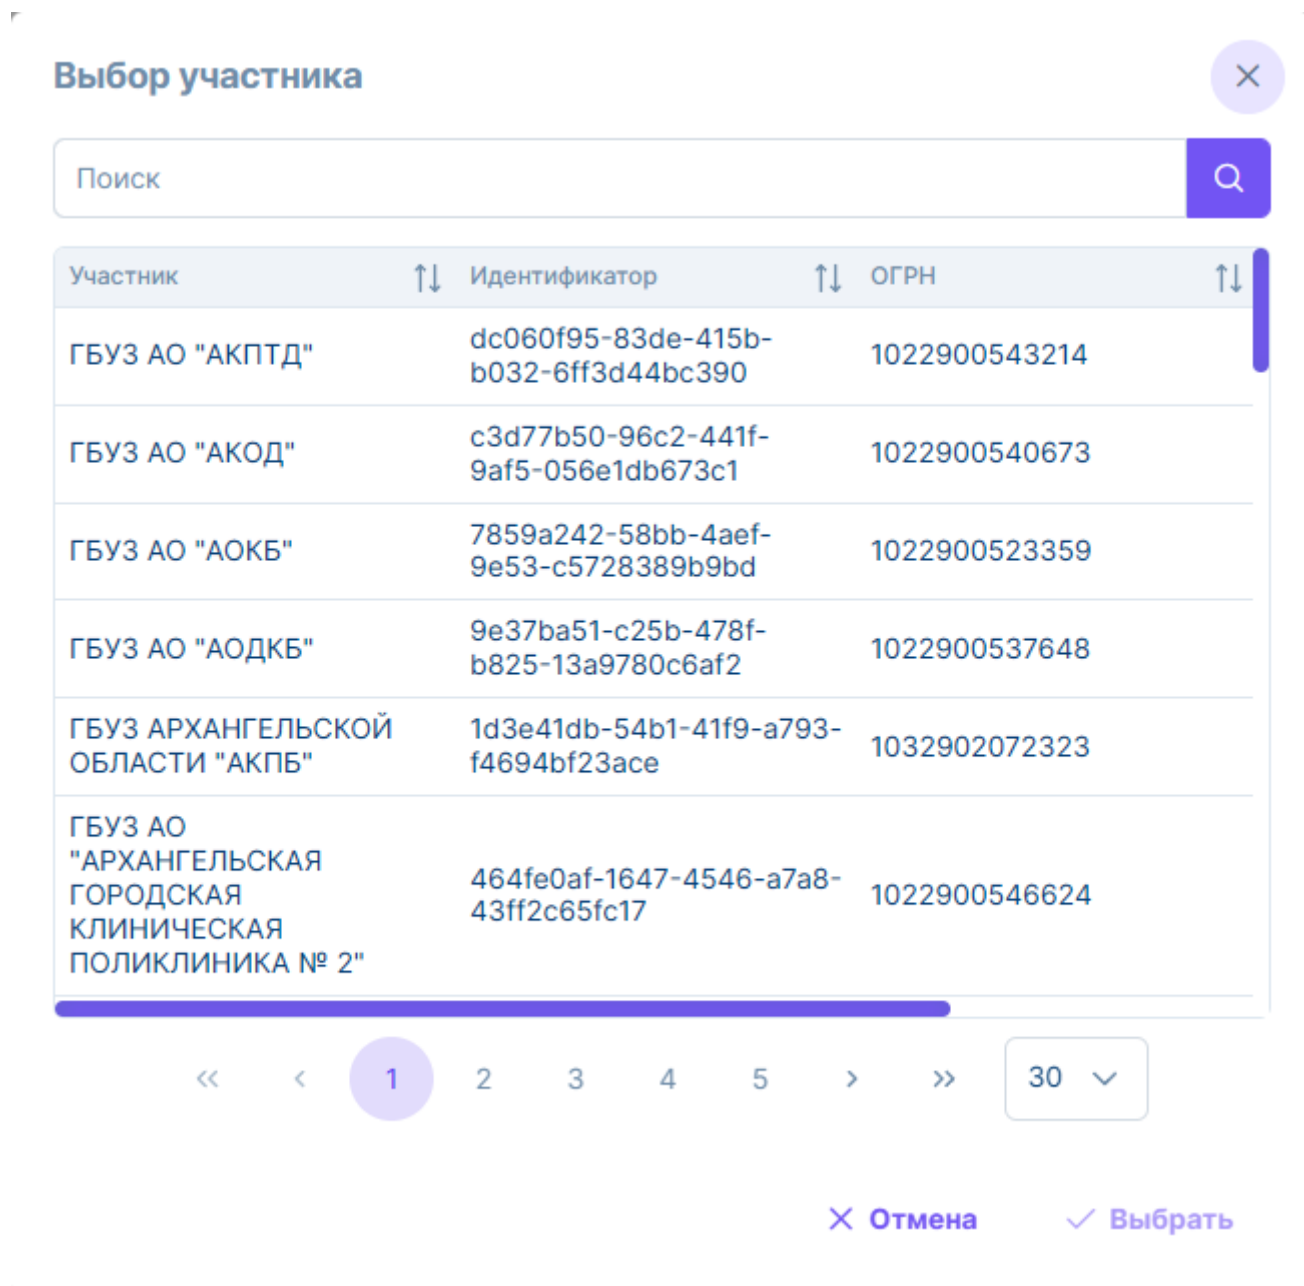 Выбор участника
Поиск
Участник Идентификатор ОГРН
ГБУЗ АО "АКПТД" dc060f95-83de-415b-b032-6ff3d44bc390 1022900543214
ГБУЗ АО "АКОД" c3d77b50-96c2-441f-9af5-056e1db673c1 1022900540673
ГБУЗ АО "АОКБ" 7859a242-58bb-4aef-9e53-c5728389b9bd 1022900523359
ГБУЗ АО "АОДКБ" 9e37ba51-c25b-478f-b825-13a9780c6af2 1022900537648
ГБУЗ АРХАНГЕЛЬСКОЙ
ОБЛАСТИ "АКПБ"
1d3e41db-54b1-41f9-a793-
f4694bf23ace
1032902072323
ГБУЗ АО
"АРХАНГЕЛЬСКАЯ
ГОРОДСКАЯ
КЛИНИЧЕСКАЯ
ПОЛИКЛИНИКА № 2"
464fe0af-1647-4546-a7a8-
43ff2c65fc17
1022900546624
« ‹ 1 2 3 4 5 › » 30
Отмена Выбрать